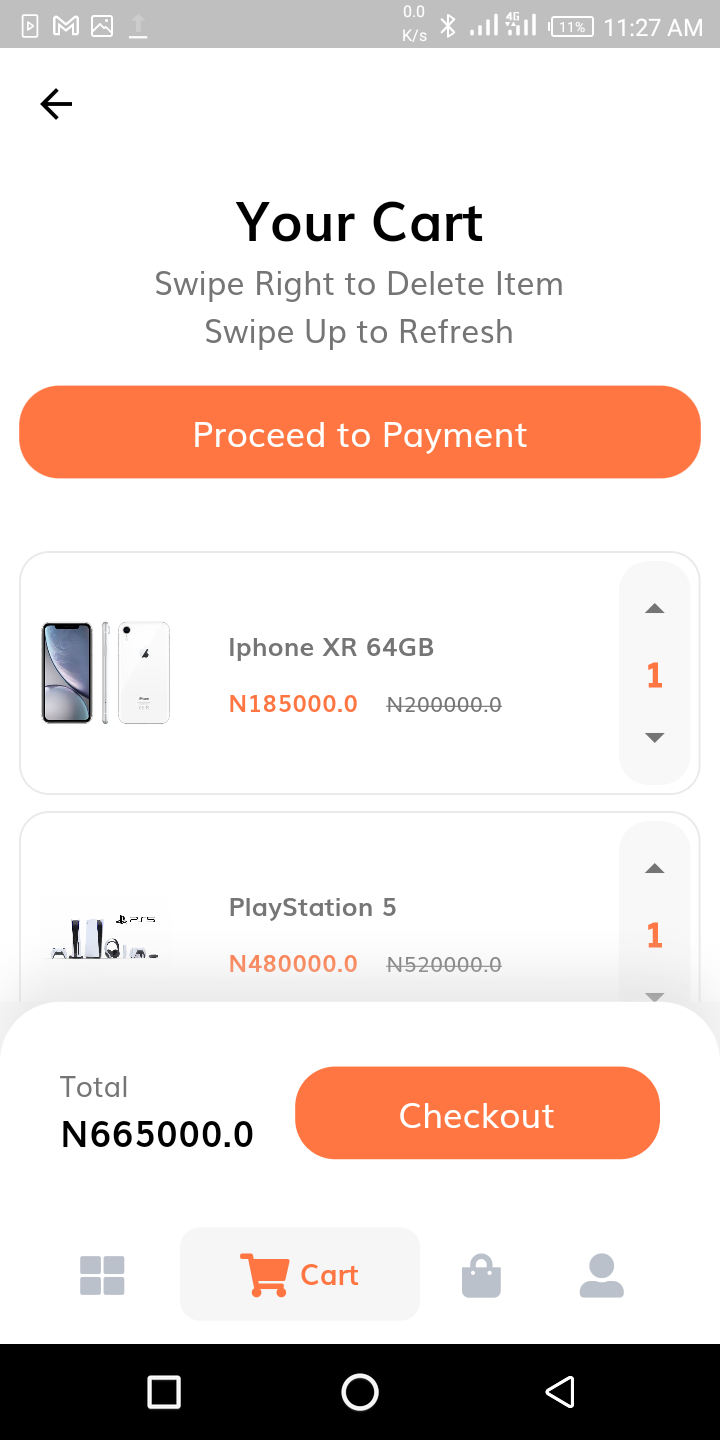 0.0
K/s 4G 11% 11:27 AM
Your Cart
Swipe Right to Delete Item
Swipe Up to Refresh
Proceed to Payment
Iphone XR 64GB
N185000.0 N200000.0
1
PlayStation 5
N480000.0 N520000.0
1
PS5
Total
N665000.0
Checkout
Cart